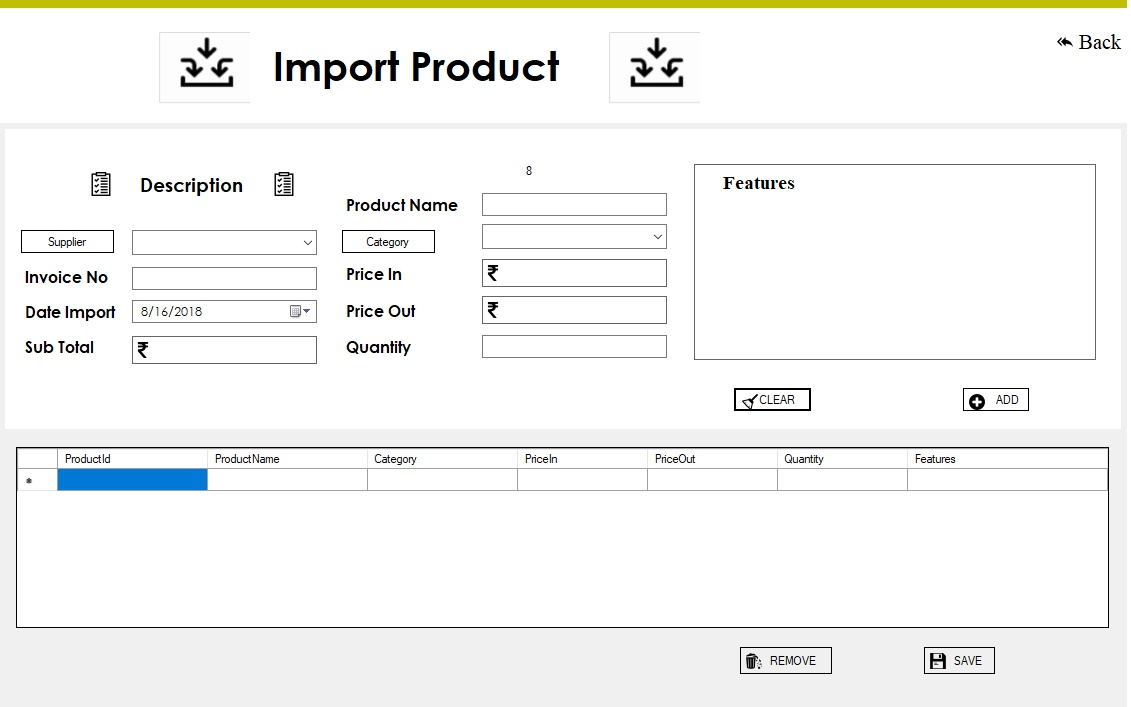 Import Product
Back
Description
Supplier
Invoice No
Date Import
8/16/2018
Sub Total
₹
8
Product Name
Category
Price In
₹
Price Out
₹
Quantity
Features
CLEAR
ADD
ProductId ProductName Category PriceIn PriceOut Quantity Features
*
REMOVE
SAVE